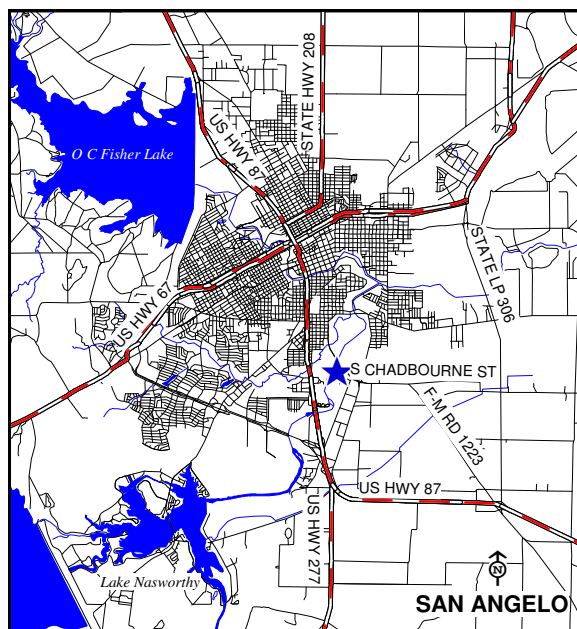 STATE HWY 208
US HWY 87
O C Fisher Lake
STATE LP 306
US HWY 67
S CHADBOURNE ST
F-M RD 1223
US HWY 87
US HWY 277
Lake Nasworthy
N
SAN ANGELO